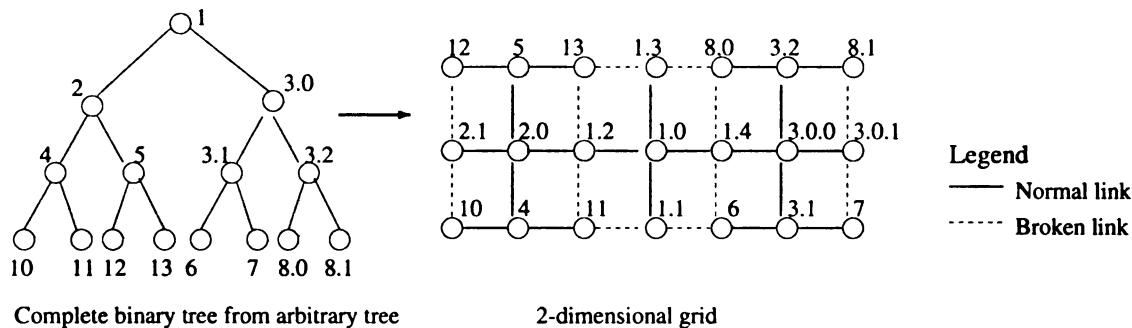 1
2 3.0
4 5 3.1 3.2
10 11 12 13 6 7 8.0 8.1
Complete binary tree from arbitrary tree
12 5 13 1.3 8.0 3.2 8.1
2.1 2.0 1.2 1.0 1.4 3.0.0 3.0.1
10 4 11 1.1 6 3.1 7
2-dimensional grid
Legend
Normal link
Broken link